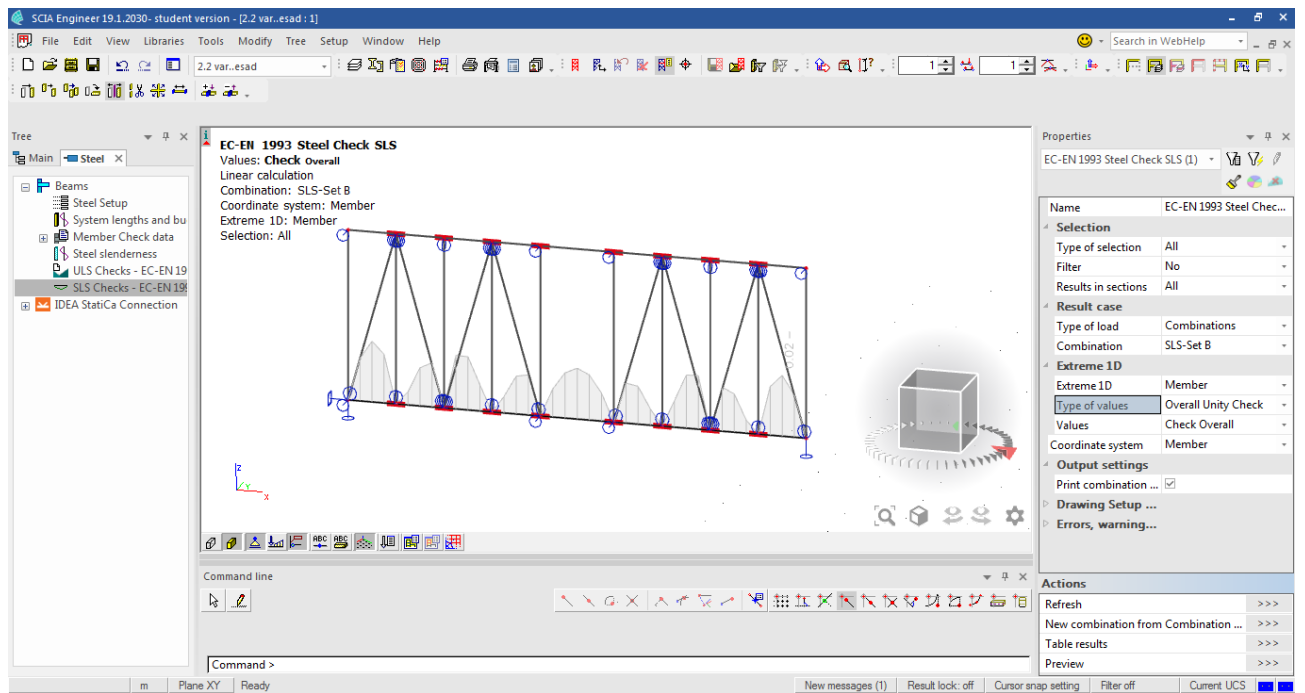 SCIA Engineer 19.1.2030- student version - [2.2 var..esad : 1]
File Edit View Libraries Tools Modify Tree Setup Window Help
Search in WebHelp
2.2 var..esad
1
1
Tree
Main
Steel
Beams
Steel Setup
System lengths and bu
Member Check data
Steel slenderness
ULS Checks - EC-EN 19
SLS Checks - EC-EN 199
IDEA StatiCa Connection
EC-EN 1993 Steel Check SLS
Values: Check Overall
Linear calculation
Combination: SLS-Set B
Coordinate system: Member
Extreme 1D: Member
Selection: All
0.02
z
Y
x
ABC
ABC
Command line
Command >
Properties
EC-EN 1993 Steel Check SLS (1)
Name EC-EN 1993 Steel Chec...
Selection
Type of selection All
Filter No
Results in sections All
Result case
Type of load Combinations
Combination SLS-Set B
Extreme 1D
Extreme 1D Member
Type of values Overall Unity Check
Values Check Overall
Coordinate system Member
Output settings
Print combination ...
Drawing Setup ...
Errors, warning...
Actions
Refresh >>>
New combination from Combination ... >>>
Table results >>>
Preview >>>
m Plane XY Ready New messages (1) Result lock: off Cursor snap setting Filter off Current UCS